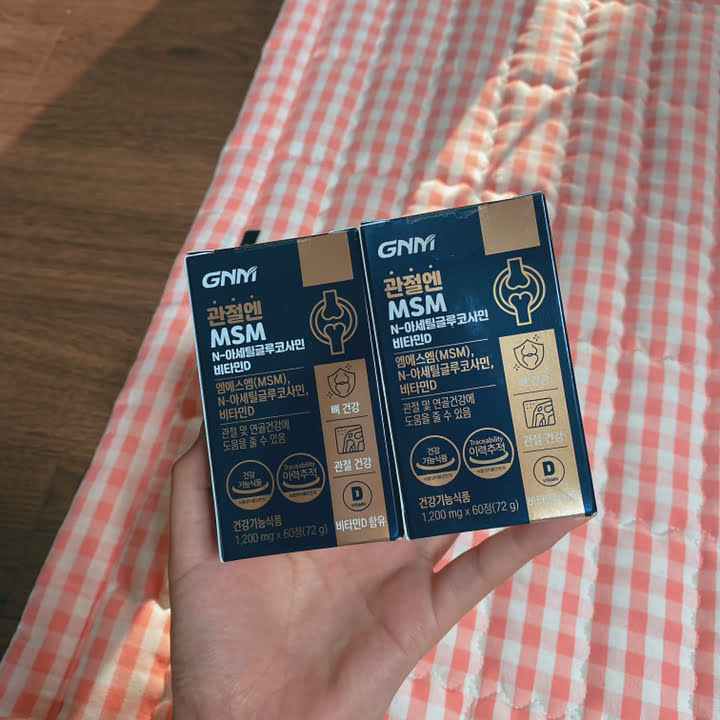 GNM
관절엔
MSM
N-아세틸글루코사민
비타민D
엠에스엠(MSM),
N-아세틸글루코사민,
비타민D
관절 및 연골건강에
도움을 줄 수 있음
건강
기능식품
Traceability
이력추적
건강기능식품
1,200 mg x 60정(72 g)
뼈 건강
관절 건강
D
VITAMIN
비타민D 함유
GNM
관절엔
MSM
N-아세틸글루코사민
비타민D
엠에스엠(MSM),
N-아세틸글루코사민,
비타민D
관절 및 연골건강에
도움을 줄 수 있음
건강
기능식품
Traceability
이력추적
건강기능식품
1,200 mg x 60정(72 g)
뼈 건강
관절 건강
D
VITAMIN
비타민D